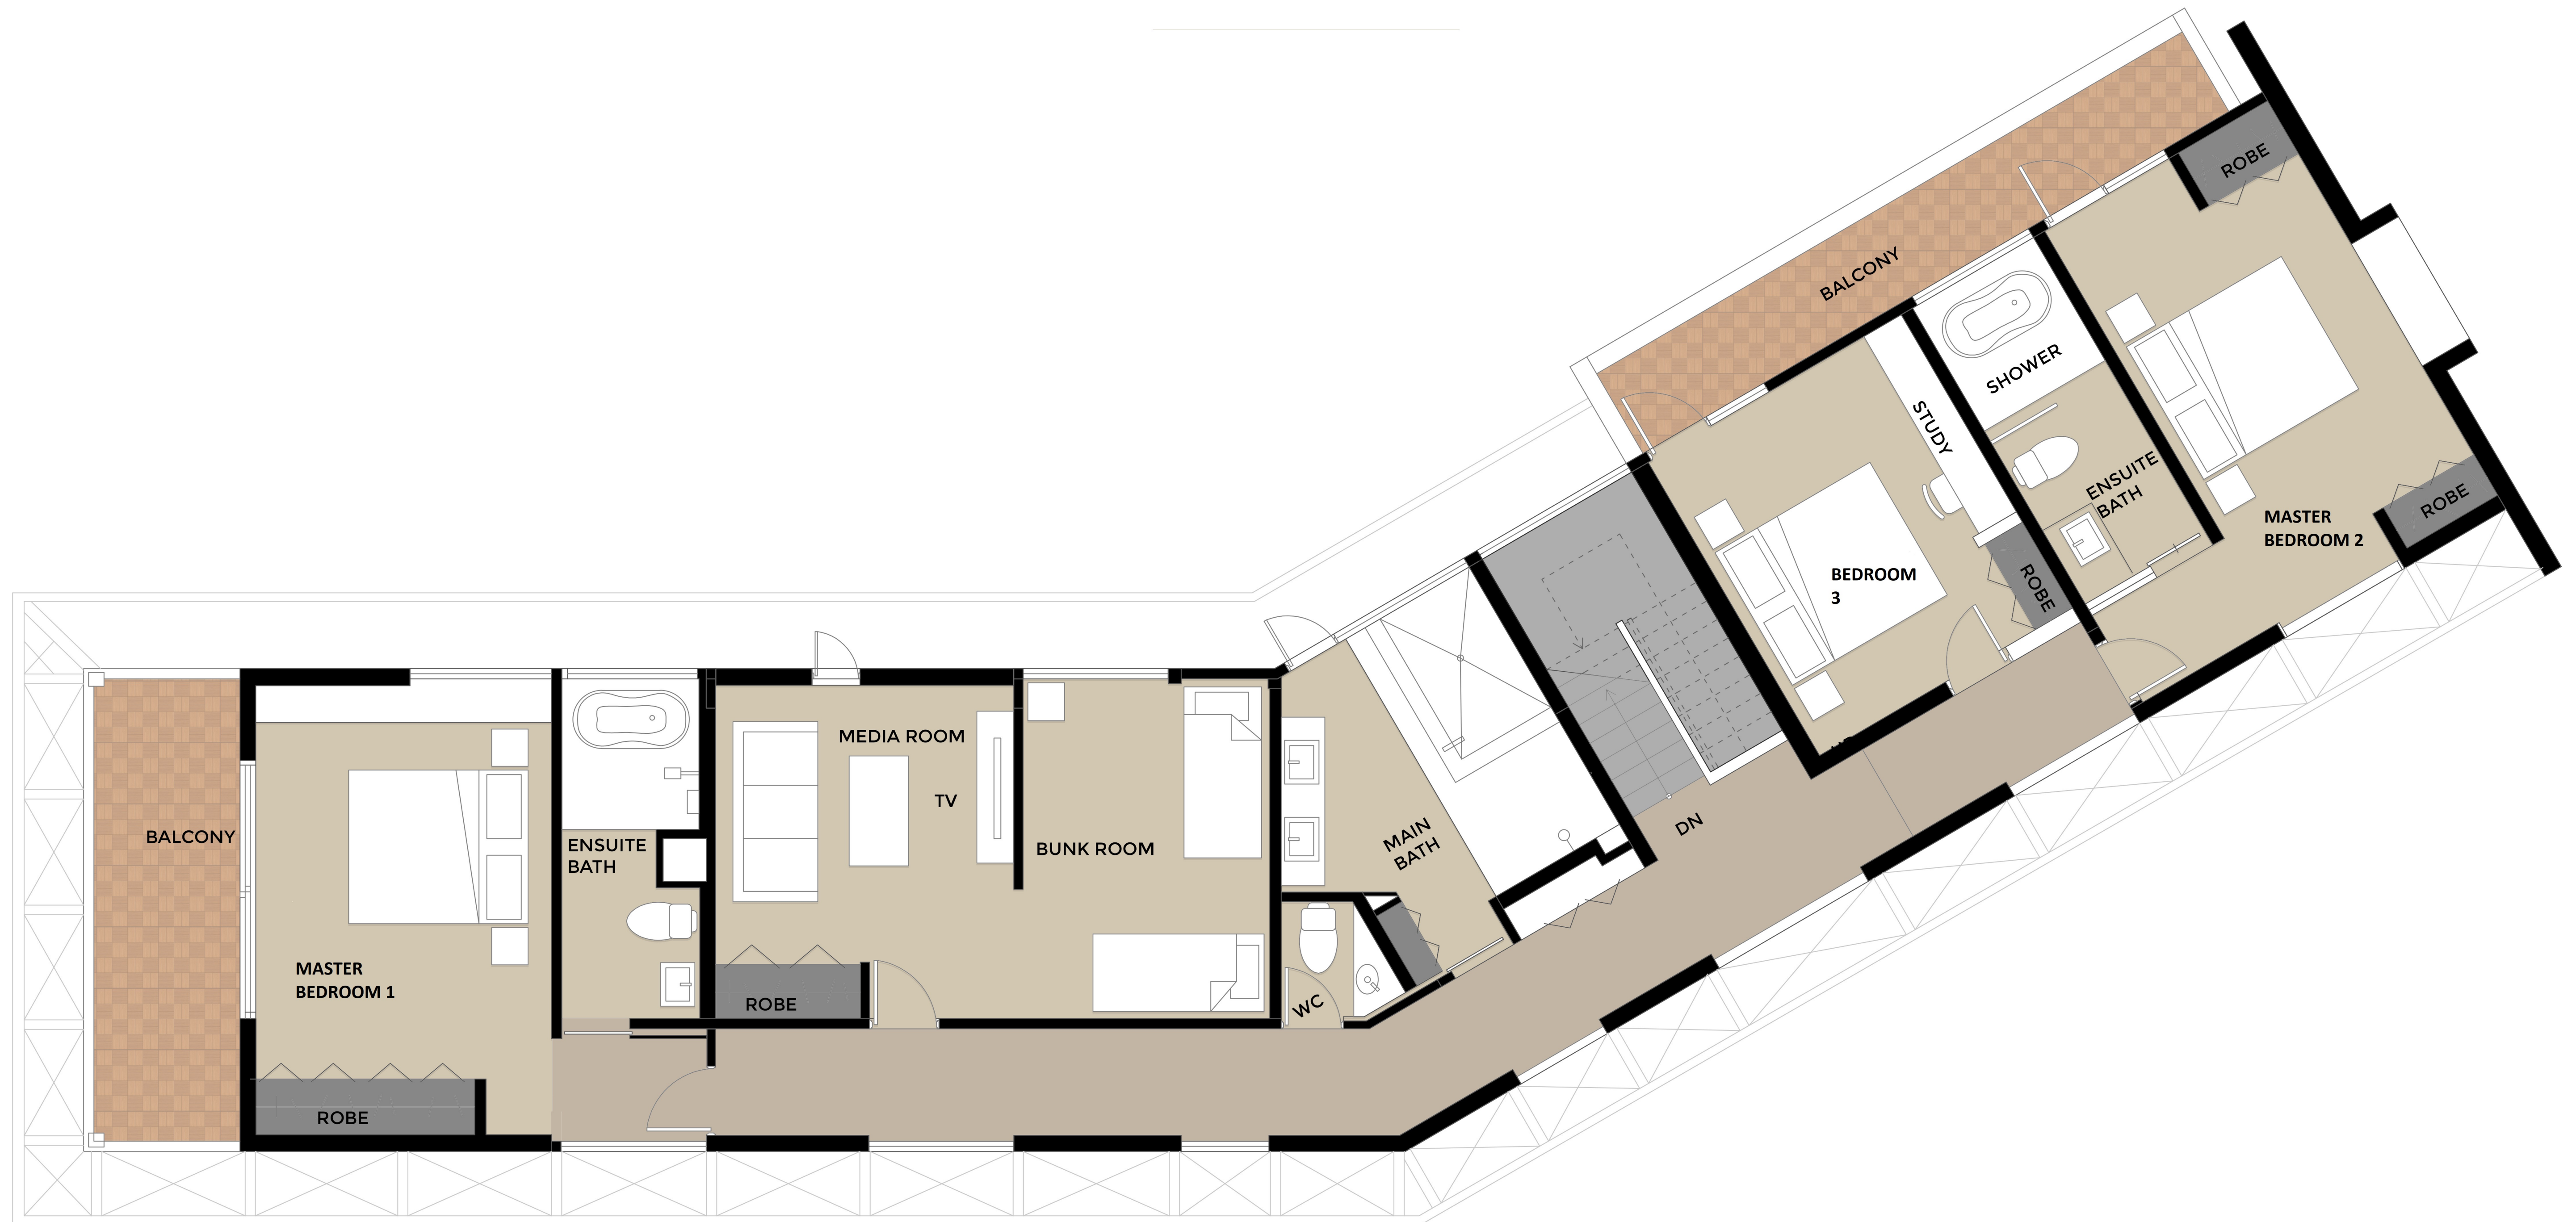 BALCONY
MASTER
BEDROOM 1
ROBE
ENSUITE
BATH
MEDIA ROOM
TV
ROBE
BUNK ROOM
MAIN
BATH
WC
DN
BALCONY
BEDROOM
3
STUDY
ROBE
SHOWER
ENSUITE
BATH
ROBE
MASTER
BEDROOM 2
ROBE